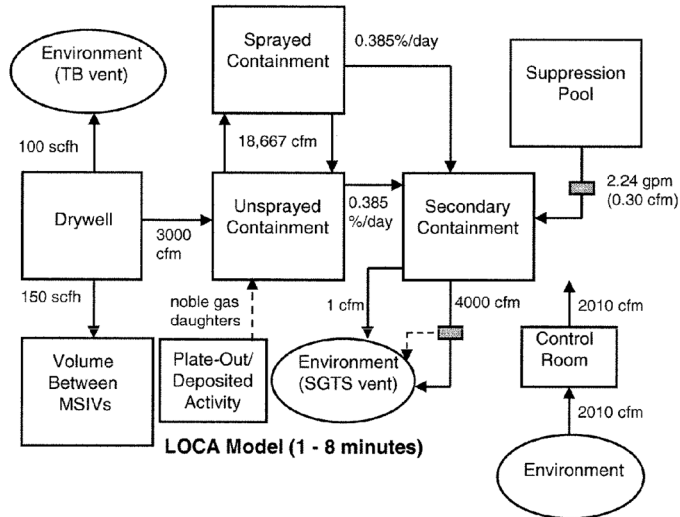 Environment
(TB vent)
Sprayed
Containment
0.385%/day
Suppression
Pool
100 scfh
18,667 cfm
2.24 gpm
(0.30 cfm)
Drywell
3000
cfm
Unsprayed
Containment
0.385
%/day
Secondary
Containment
150 scfh
noble gas
daughters
1 cfm
4000 cfm
2010 cfm
Volume
Between
MSIVs
Plate-Out/
Deposited
Activity
Environment
(SGTS vent)
Control
Room
2010 cfm
LOCA Model (1 - 8 minutes)
Environment